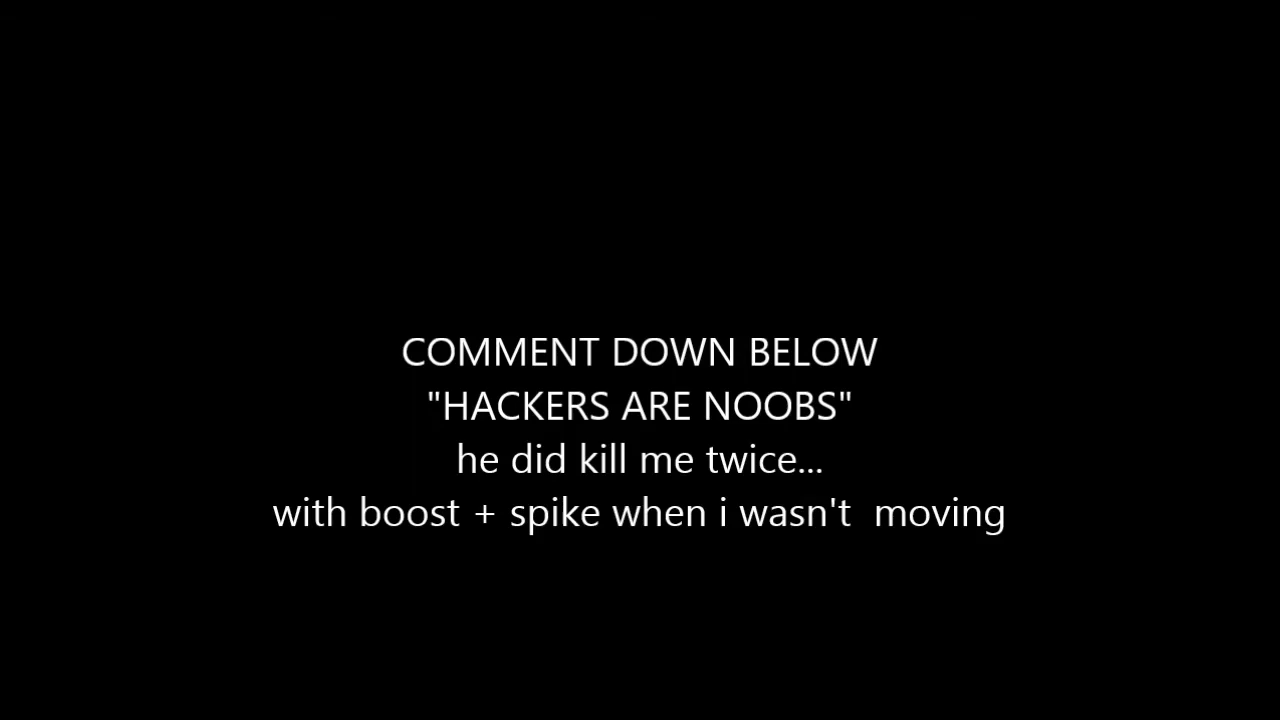 COMMENT DOWN BELOW
"HACKERS ARE NOOBS"
he did kill me twice...
with boost + spike when i wasn't  moving